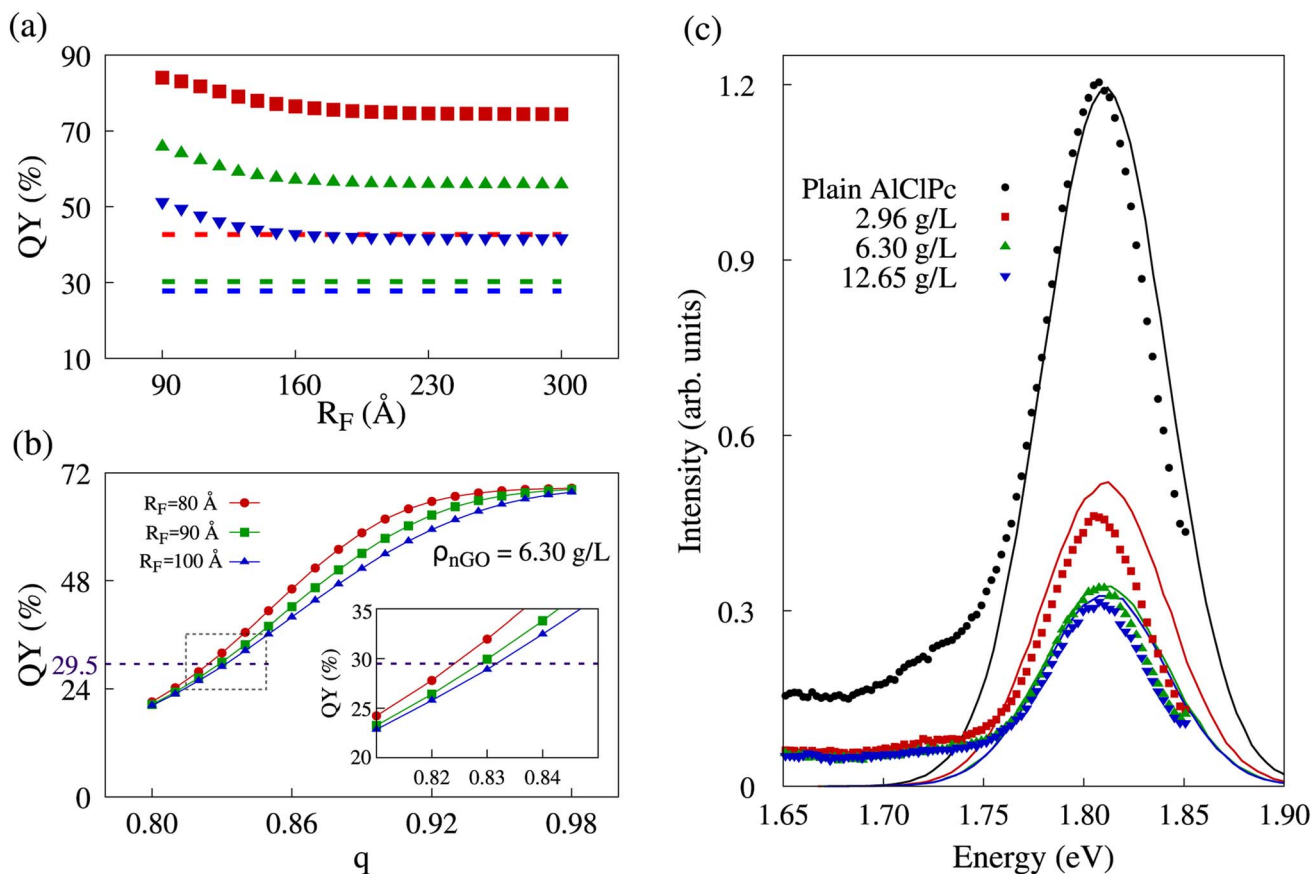 (a)
90
70
50
30
10
QY (%)
90
160
230
300
R_F (Å)
(b)
72
48
29.5
24
0
QY (%)
R_F=80 Å
R_F=90 Å
R_F=100 Å
ρ_nGO = 6.30 g/L
35
30
25
20
QY (%)
0.82
0.83
0.84
0.80
0.86
0.92
0.98
q
(c)
1.2
0.9
0.6
0.3
0
Intensity (arb. units)
Plain AlClPc
2.96 g/L
6.30 g/L
12.65 g/L
1.65
1.70
1.75
1.80
1.85
1.90
Energy (eV)